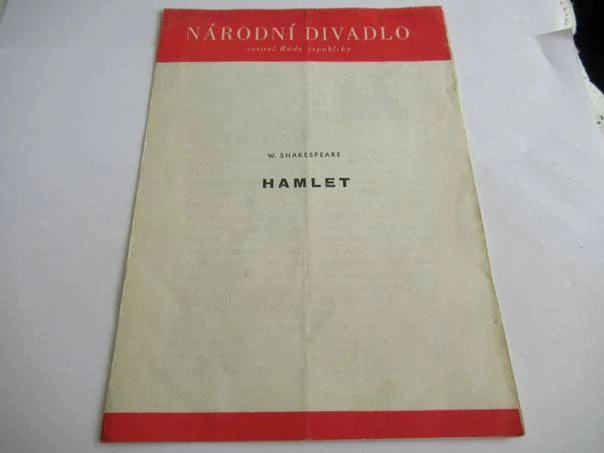 NÁRODNÍ DIVADLO
nositel Řádu republiky
W. SHAKESPEARE
HAMLET